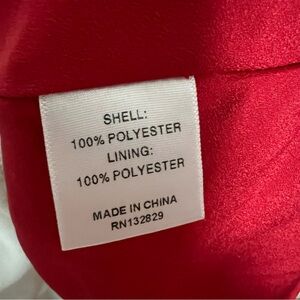 SHELL:
100% POLYESTER
LINING:
100% POLYESTER
MADE IN CHINA
RN132829